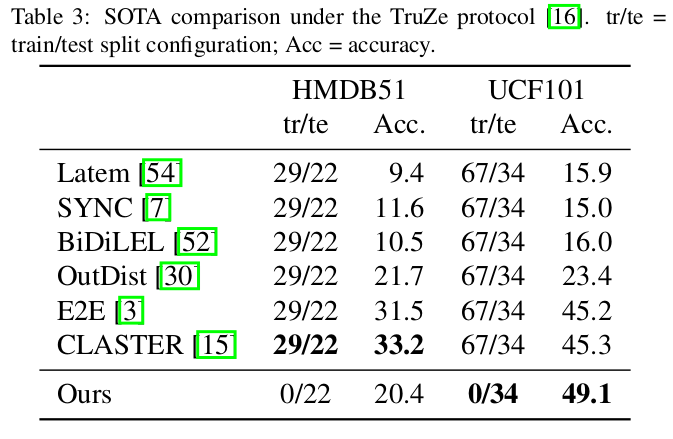 Table 3: SOTA comparison under the TruZe protocol [16]. tr/te =
train/test split configuration; Acc = accuracy.
HMDB51 UCF101
tr/te Acc. tr/te Acc.
Latem [54] 29/22 9.4 67/34 15.9
SYNC [7] 29/22 11.6 67/34 15.0
BiDiLEL [52] 29/22 10.5 67/34 16.0
OutDist [30] 29/22 21.7 67/34 23.4
E2E [3] 29/22 31.5 67/34 45.2
CLASTER [15] 29/22 33.2 67/34 45.3
Ours 0/22 20.4 0/34 49.1